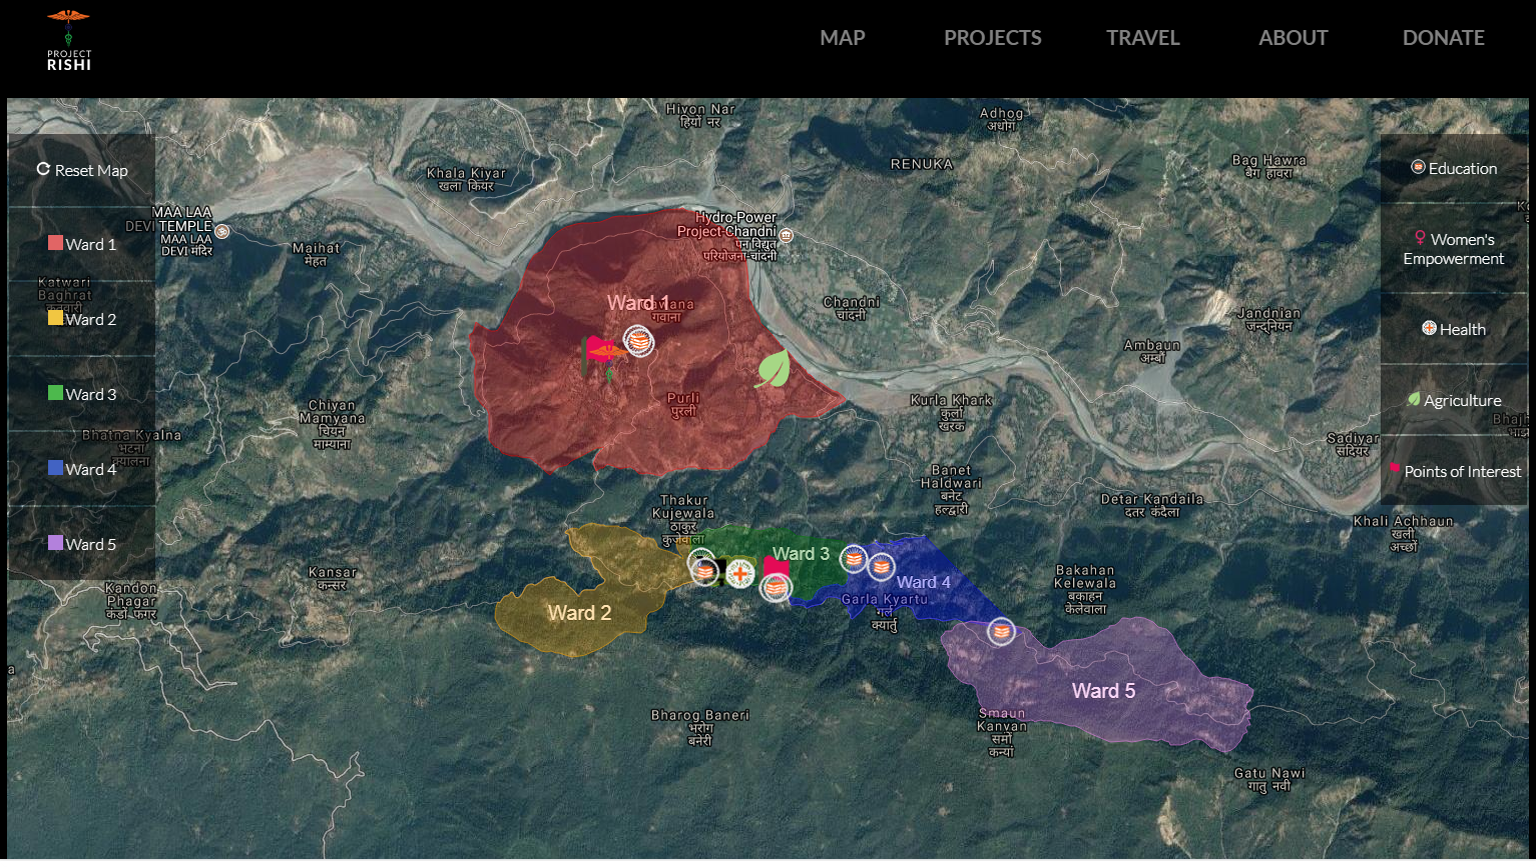 PROJECT
RISHI
MAP
PROJECTS
TRAVEL
ABOUT
DONATE
Reset Map
Ward 1
Ward 2
Ward 3
Ward 4
Ward 5
Education
Women's
Empowerment
Health
Agriculture
Points of Interest
Hiyon Nar
हियों नर
Adhog
अधोग
RENUKA
Bag Hawra
बेग हावरा
Khala Kiyar
खला कियर
MAA LAA
DEVI TEMPLE
MAA LAA
DEVI मंदिर
Maihat
मेहत
Katwari
Baghrat
Hydro-Power
Project-Chandni
पन विद्युत
परियोजना-चांदनी
Ward 1
गवाना
Chandni
चांदनी
Jandnian
जन्द्नियन
Ambaun
अम्बों
Purli
पुरली
Kurla Khark
कुर्ला
खरक
Chiyan
Mamyana
चियन
माम्याना
Bhatna Kyalna
भटना
क्यालना
Sadiyar
सदियर
Banet
Haldwari
बनेट
हल्द्वारी
Detar Kandaila
दतर कंदैला
Thakur
Kujewala
ठाकुर
कुजेवाला
Khali Achhaun
खली
अच्छों
Ward 3
Ward 4
Garla Kyartu
गर्ल
क्यार्तु
Bakahan
Kelewala
बकाहन
केलेवाला
Kansar
कन्सर
Kandon
Phagar
कंडों फगर
Ward 2
Ward 5
Smaun
Kanvan
समों
कन्यां
Bharog Baneri
भरोग
बनेरी
Gatu Nawi
गातु नवी